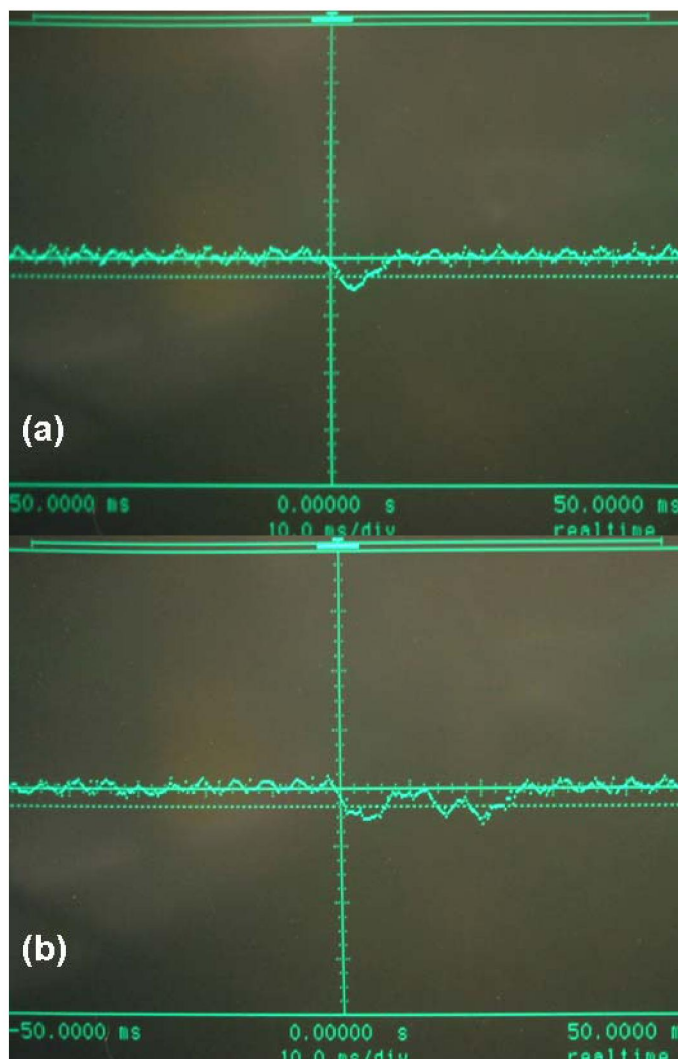 (a)
50.0000 ms 0.00000 s 50.0000 ms
10.0 ms/div realtime
(b)
-50.0000 ms 0.00000 s 50.0000 m
10.0 ms/div realtime